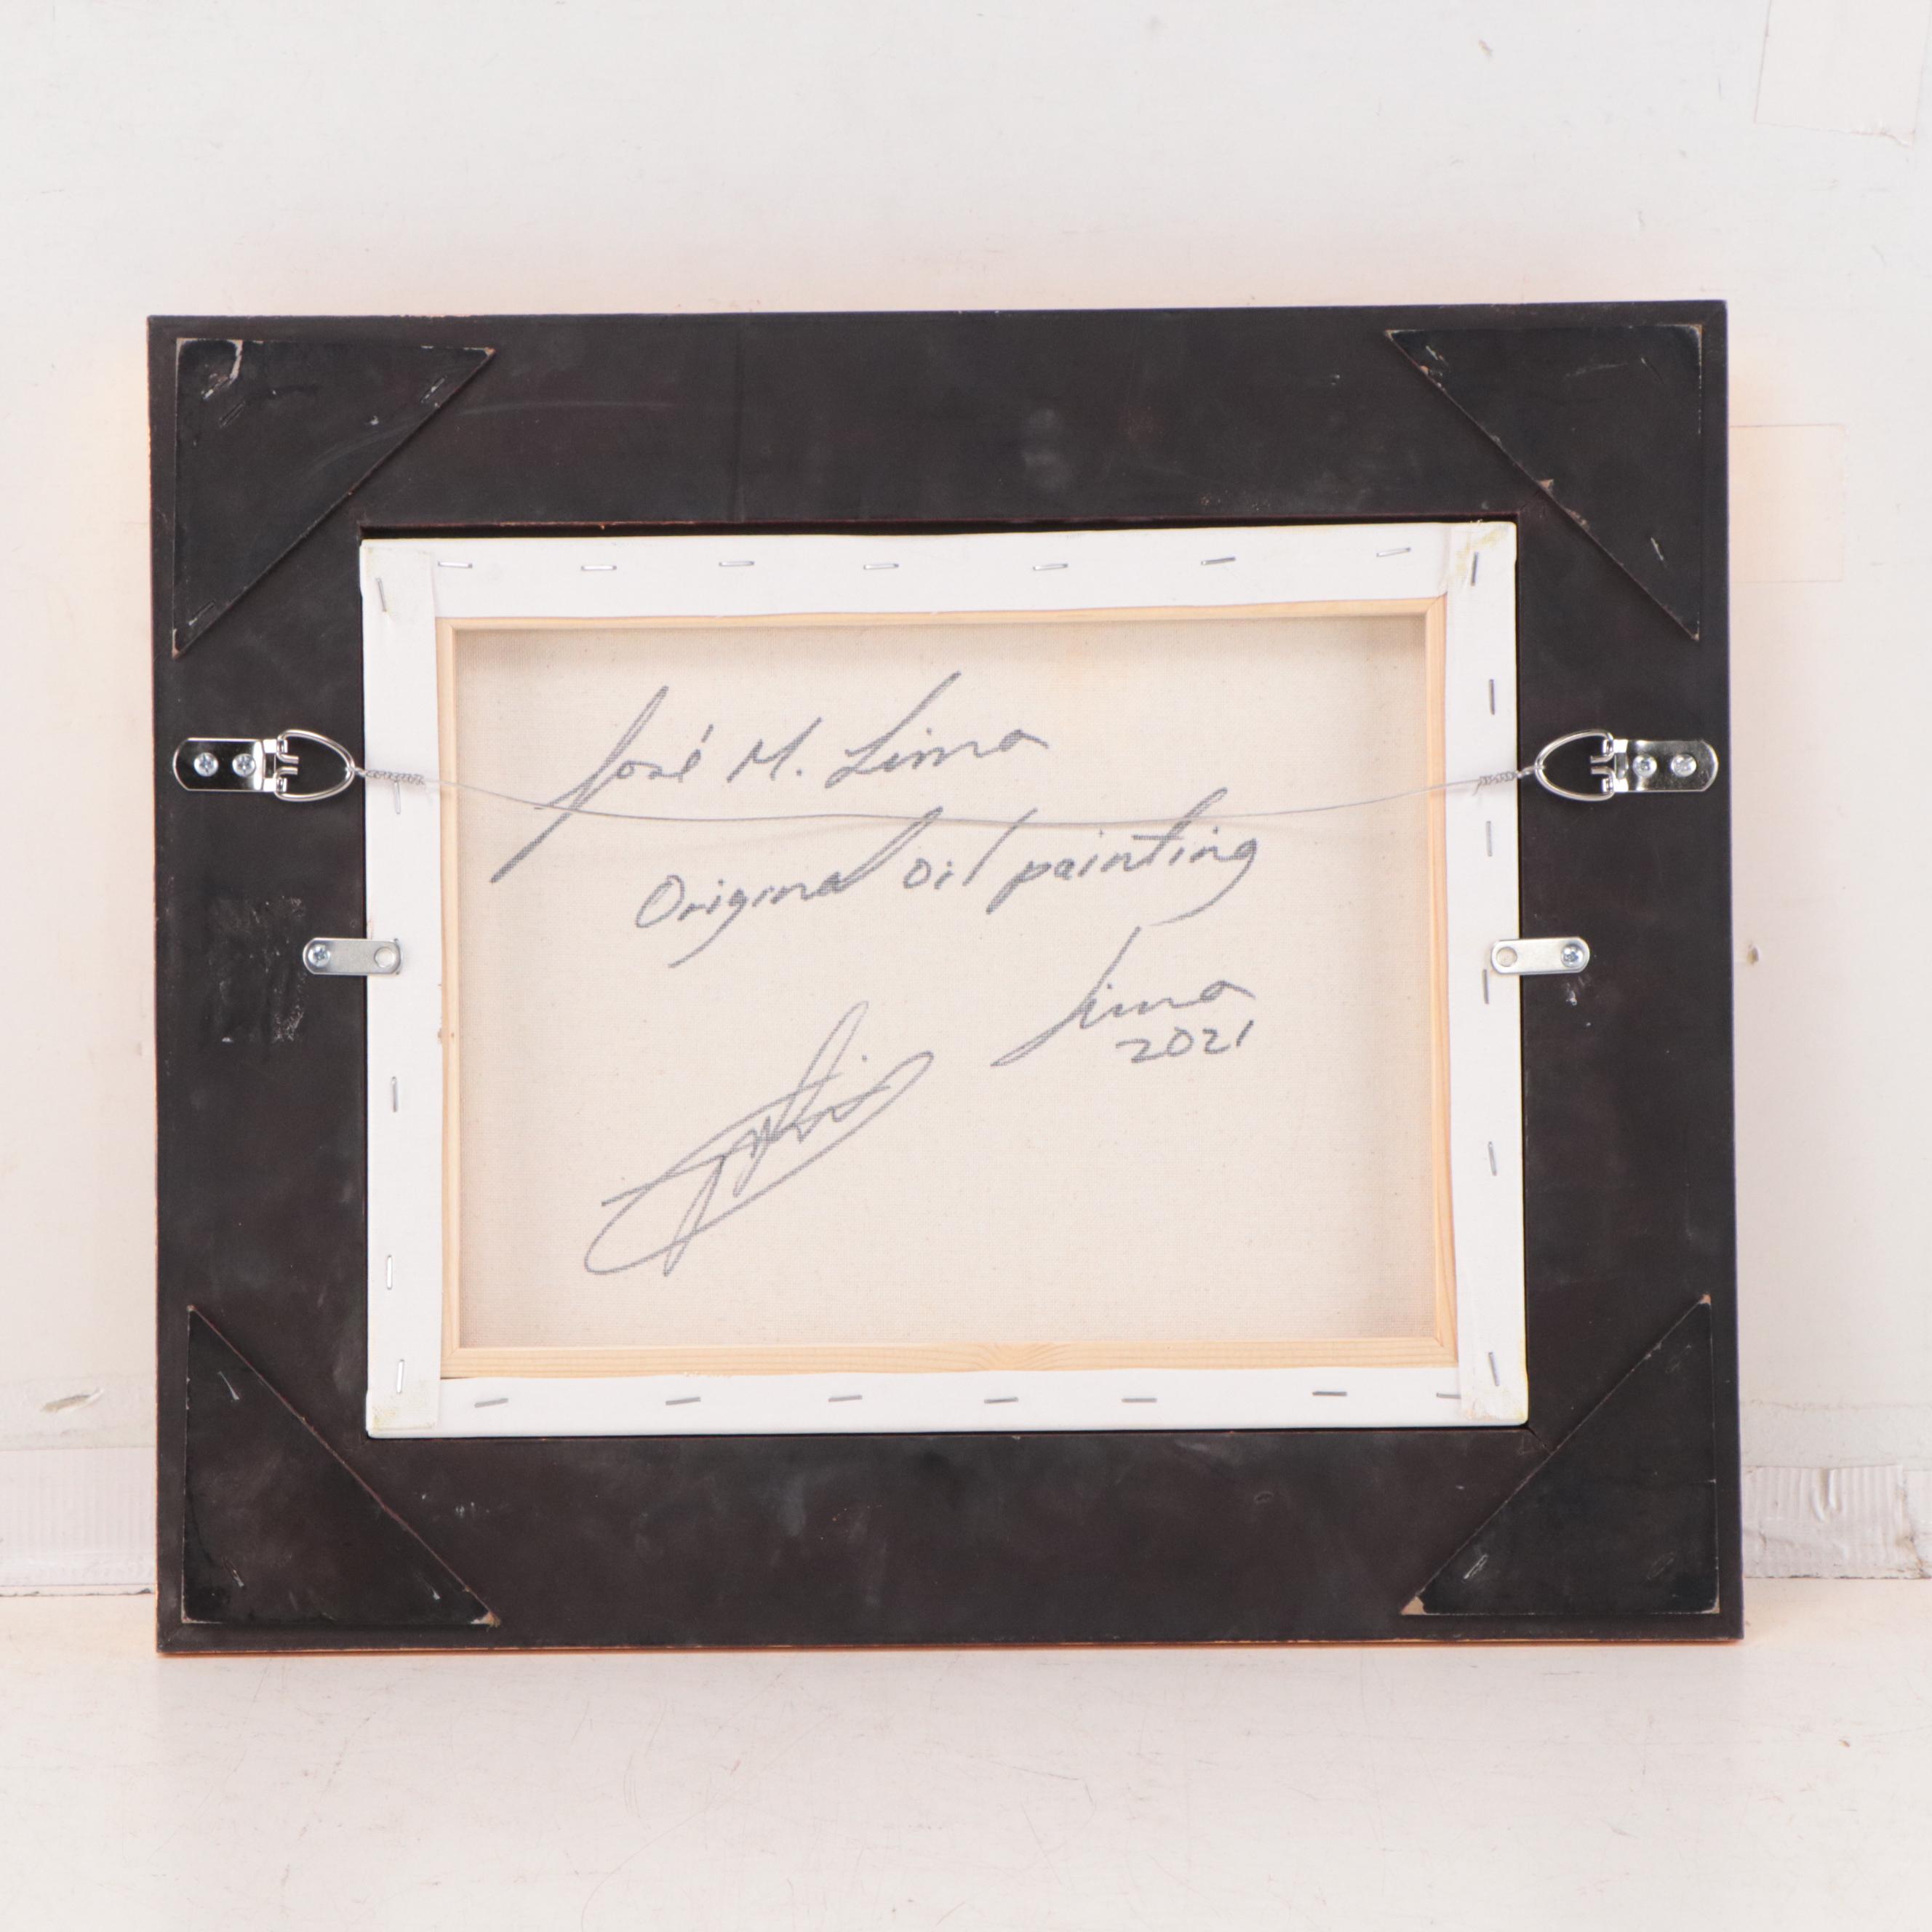 José M. Lima
Original oil painting
Lima
2021